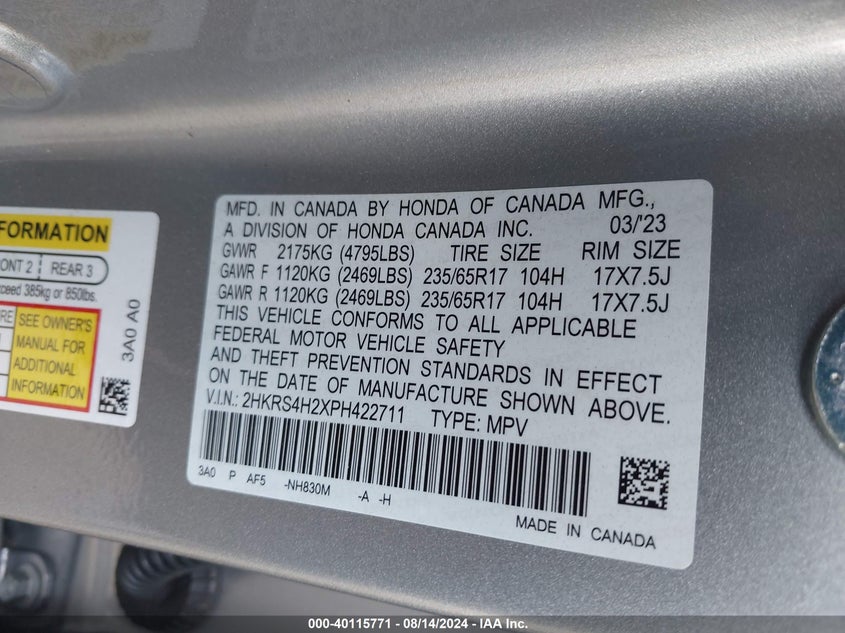 FORMATION
ONT 2 REAR 3
xceed 385kg or 850lbs.
SEE OWNER'S
MANUAL FOR
ADDITIONAL
INFORMATION
3A0 A0
MFD. IN CANADA BY HONDA OF CANADA MFG.,
A DIVISION OF HONDA CANADA INC. 03/'23
GVWR 2175KG (4795LBS) TIRE SIZE RIM SIZE
GAWR F 1120KG (2469LBS) 235/65R17 104H 17X7.5J
GAWR R 1120KG (2469LBS) 235/65R17 104H 17X7.5J
THIS VEHICLE CONFORMS TO ALL APPLICABLE
FEDERAL MOTOR VEHICLE SAFETY
AND THEFT PREVENTION STANDARDS IN EFFECT
ON THE DATE OF MANUFACTURE SHOWN ABOVE.
V.I.N.: 2HKRS4H2XPH422711 TYPE: MPV
3A0 P AF5 -NH830M -A -H
MADE IN CANADA
000-40115771 - 08/14/2024 - IAA Inc.